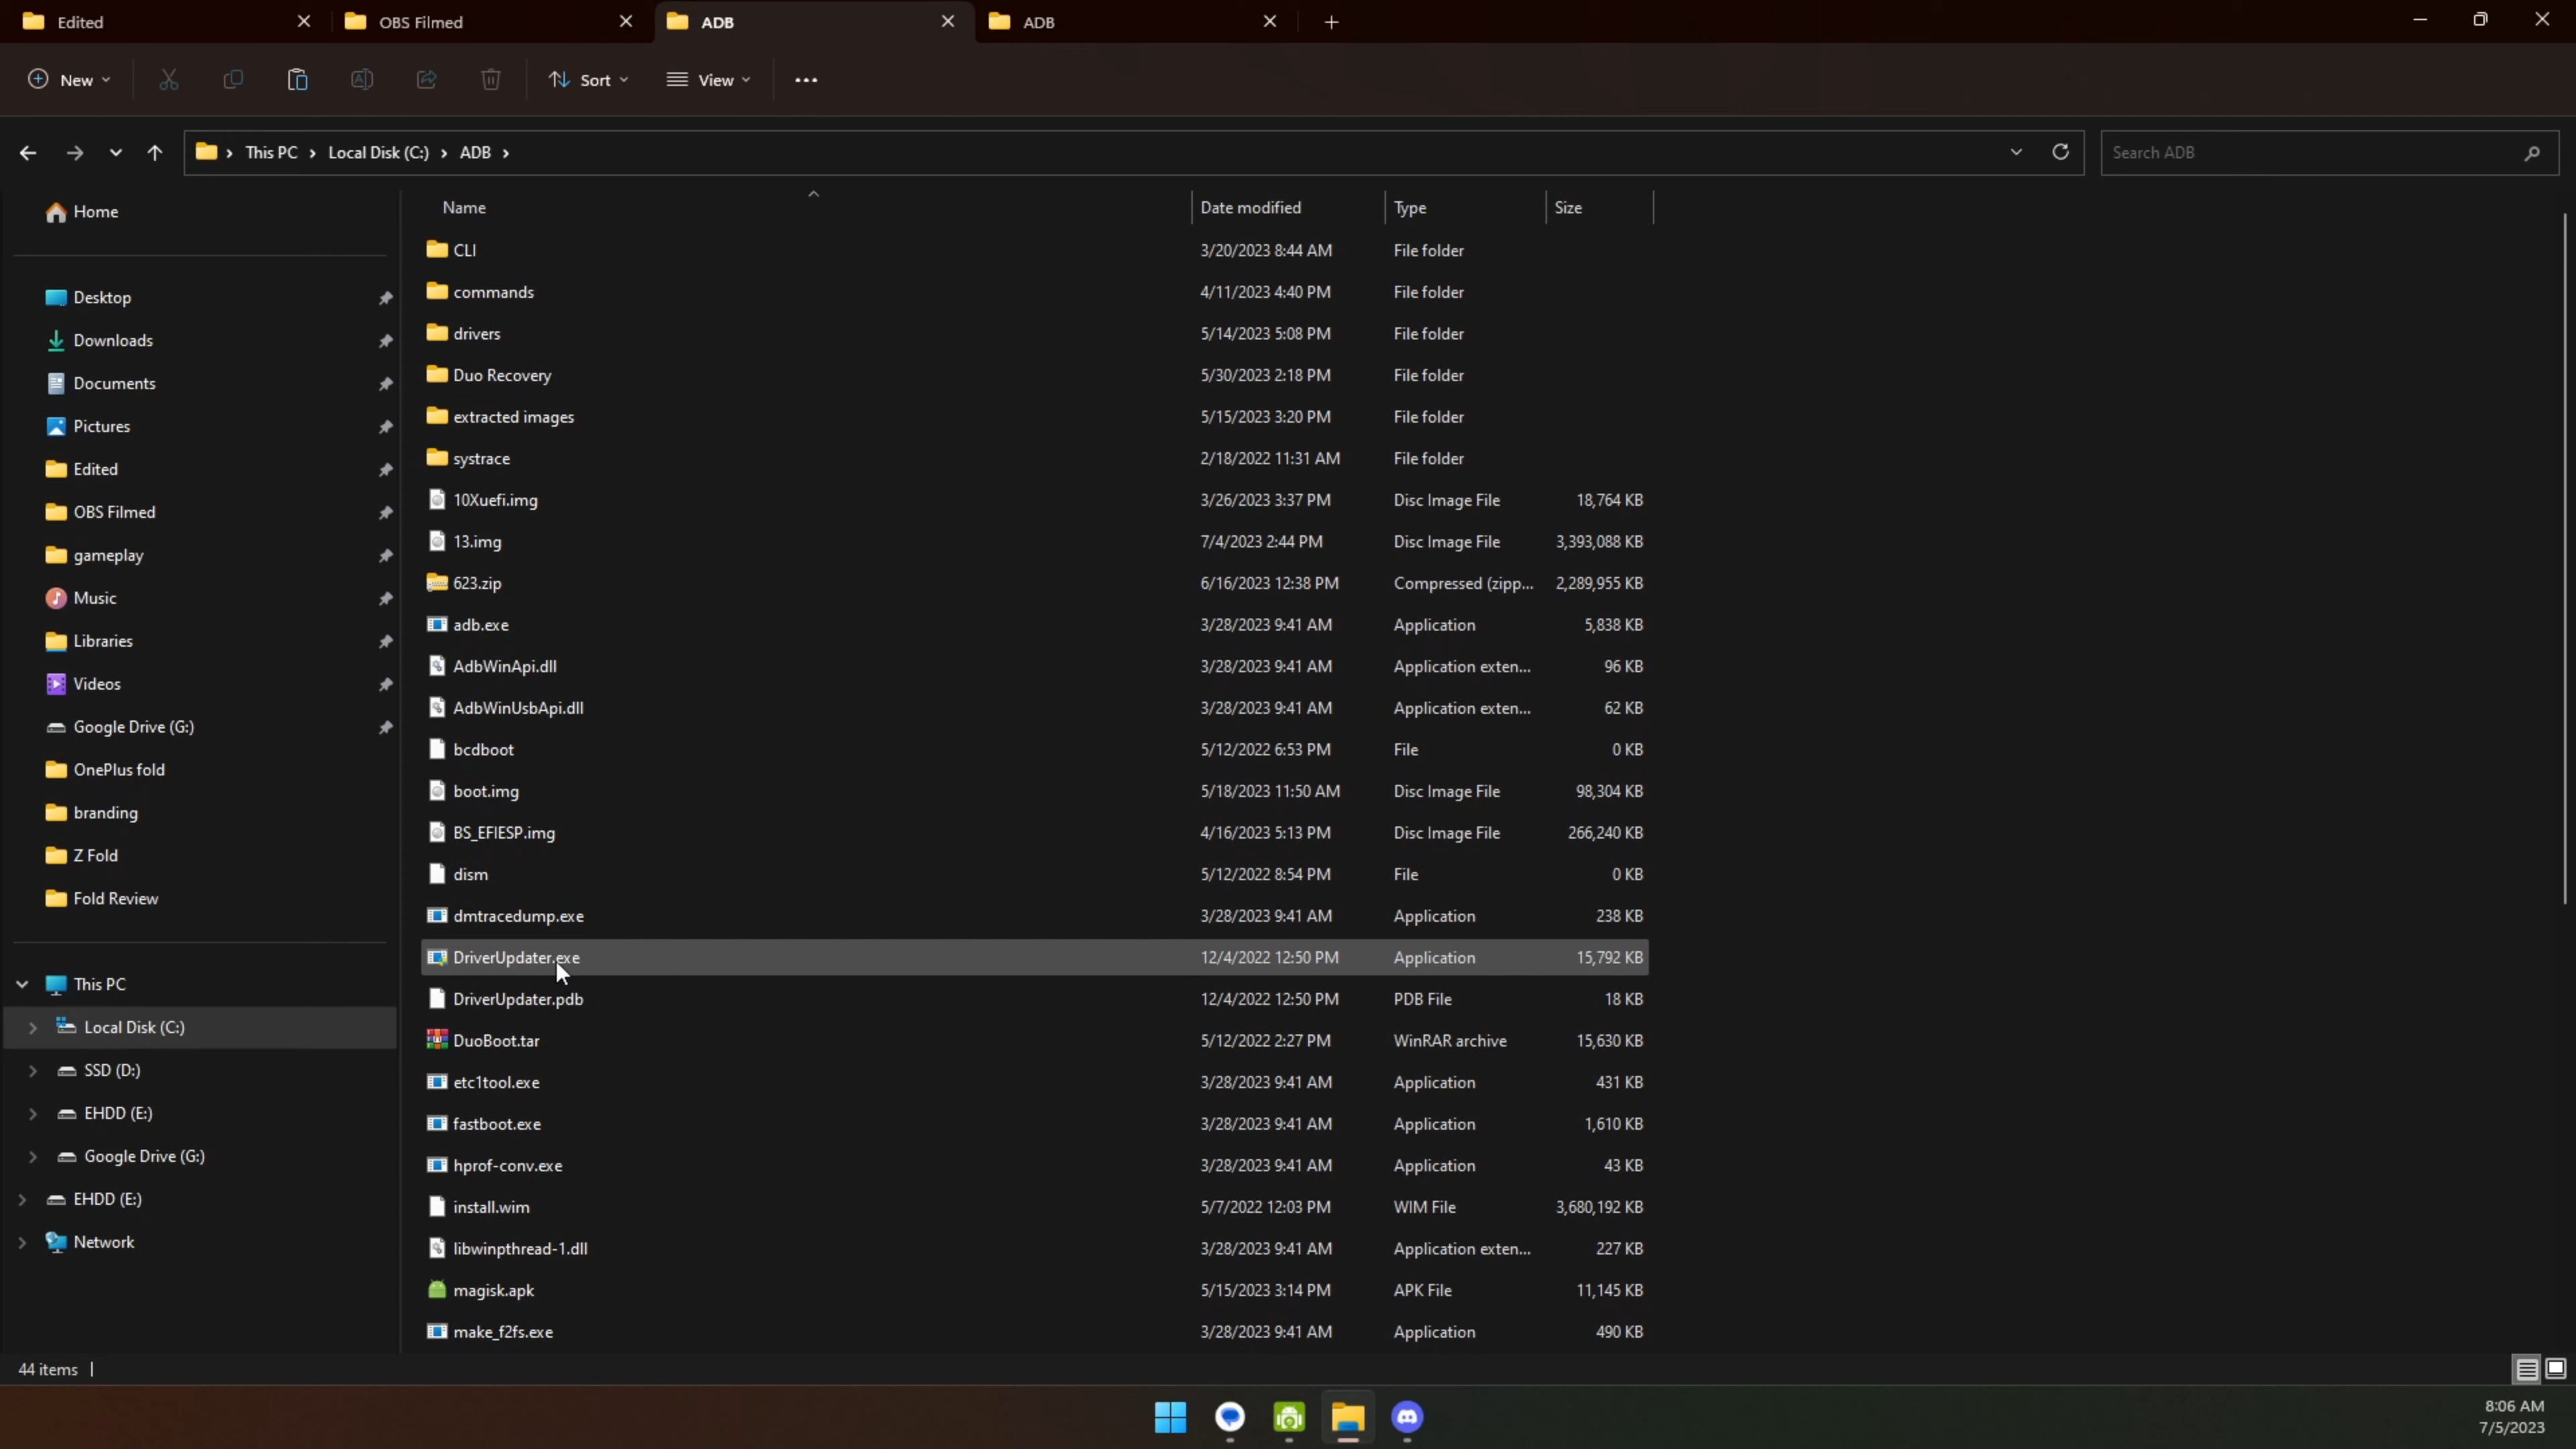 Edited
OBS Filmed
ADB
ADB
New
Sort
View
This PC > Local Disk (C:) > ADB >
Search ADB
Home
Desktop
Downloads
Documents
Pictures
Edited
OBS Filmed
gameplay
Music
Libraries
Videos
Google Drive (G:)
OnePlus fold
branding
Z Fold
Fold Review
This PC
Local Disk (C:)
SSD (D:)
EHDD (E:)
Google Drive (G:)
EHDD (E:)
Network
Name Date modified Type Size
CLI 3/20/2023 8:44 AM File folder
commands 4/11/2023 4:40 PM File folder
drivers 5/14/2023 5:08 PM File folder
Duo Recovery 5/30/2023 2:18 PM File folder
extracted images 5/15/2023 3:20 PM File folder
systrace 2/18/2022 11:31 AM File folder
10Xuefi.img 3/26/2023 3:37 PM Disc Image File 18,764 KB
13.img 7/4/2023 2:44 PM Disc Image File 3,393,088 KB
623.zip 6/16/2023 12:38 PM Compressed (zipp... 2,289,955 KB
adb.exe 3/28/2023 9:41 AM Application 5,838 KB
AdbWinApi.dll 3/28/2023 9:41 AM Application exten... 96 KB
AdbWinUsbApi.dll 3/28/2023 9:41 AM Application exten... 62 KB
bcdboot 5/12/2022 6:53 PM File 0 KB
boot.img 5/18/2023 11:50 AM Disc Image File 98,304 KB
BS_EFIESP.img 4/16/2023 5:13 PM Disc Image File 266,240 KB
dism 5/12/2022 8:54 PM File 0 KB
dmtracedump.exe 3/28/2023 9:41 AM Application 238 KB
DriverUpdater.exe 12/4/2022 12:50 PM Application 15,792 KB
DriverUpdater.pdb 12/4/2022 12:50 PM PDB File 18 KB
DuoBoot.tar 5/12/2022 2:27 PM WinRAR archive 15,630 KB
etc1tool.exe 3/28/2023 9:41 AM Application 431 KB
fastboot.exe 3/28/2023 9:41 AM Application 1,610 KB
hprof-conv.exe 3/28/2023 9:41 AM Application 43 KB
install.wim 5/7/2022 12:03 PM WIM File 3,680,192 KB
libwinpthread-1.dll 3/28/2023 9:41 AM Application exten... 227 KB
magisk.apk 5/15/2023 3:14 PM APK File 11,145 KB
make_f2fs.exe 3/28/2023 9:41 AM Application 490 KB
44 items
8:06 AM
7/5/2023